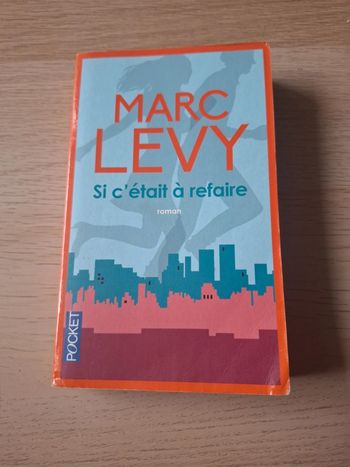 MARC
LEVY
Si c'était à refaire
roman
POCKET